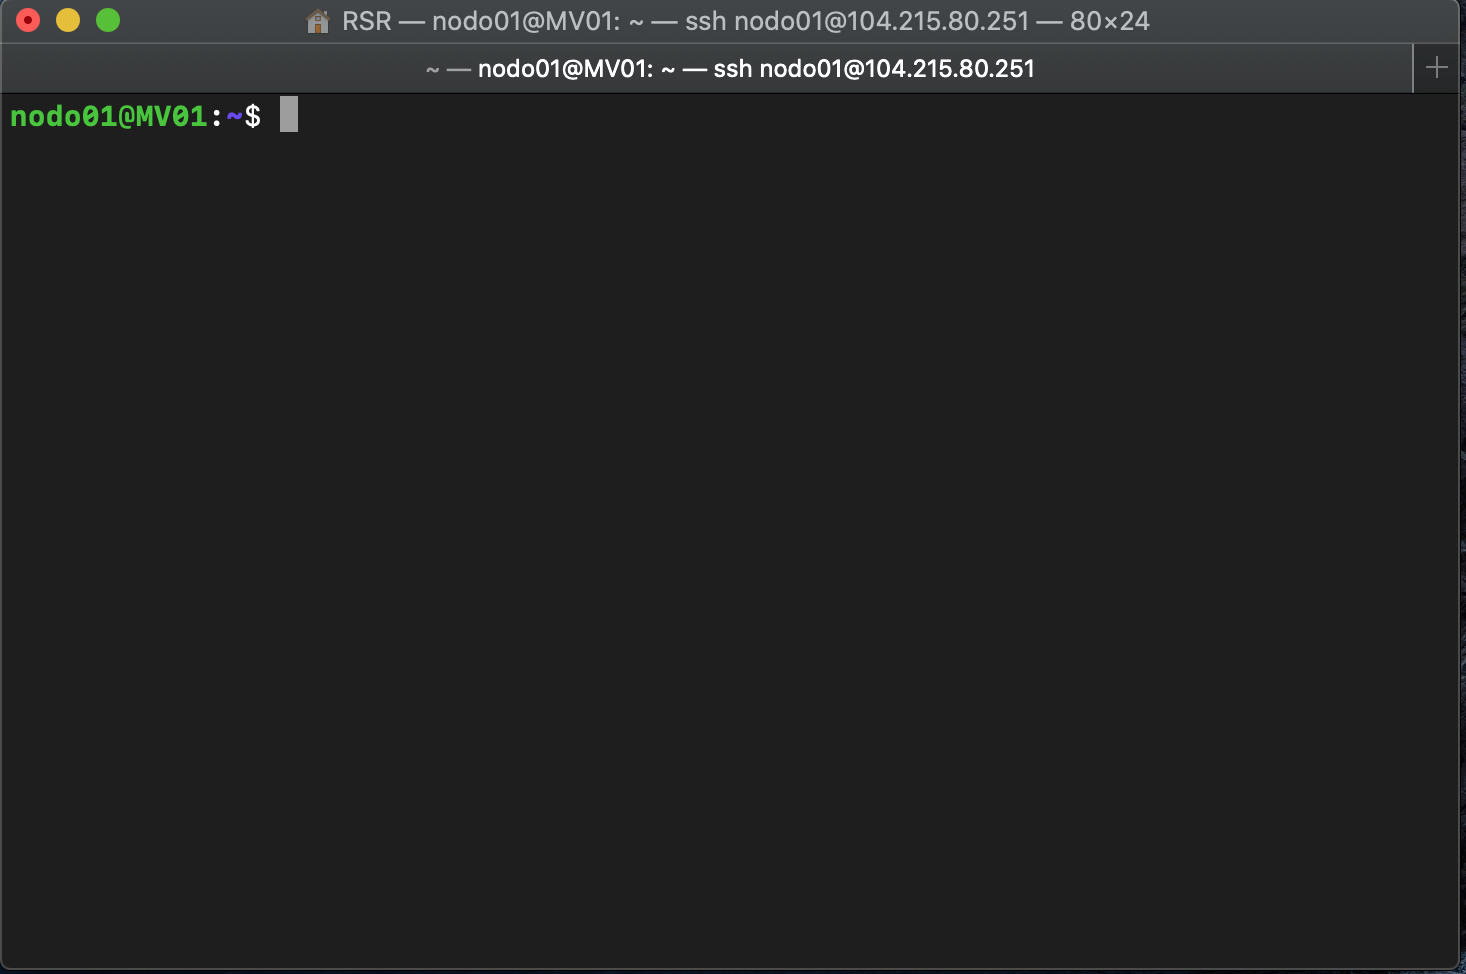 RSR — nodo01@MV01: ~ — ssh nodo01@104.215.80.251 — 80×24
~ — nodo01@MV01: ~ — ssh nodo01@104.215.80.251
nodo01@MV01:~$